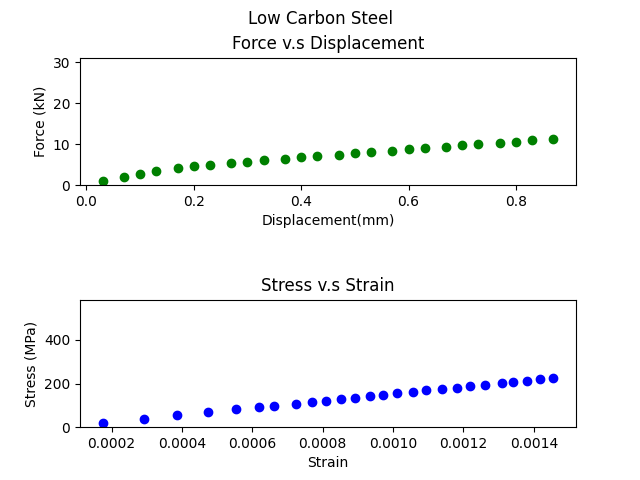 Low Carbon Steel
Force v.s Displacement
30
20
10
0
Force (kN)
0.0 0.2 0.4 0.6 0.8
Displacement(mm)
Stress v.s Strain
400
200
0
Stress (MPa)
0.0002 0.0004 0.0006 0.0008 0.0010 0.0012 0.0014
Strain